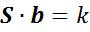 𝑺 · 𝒃 = 𝑘